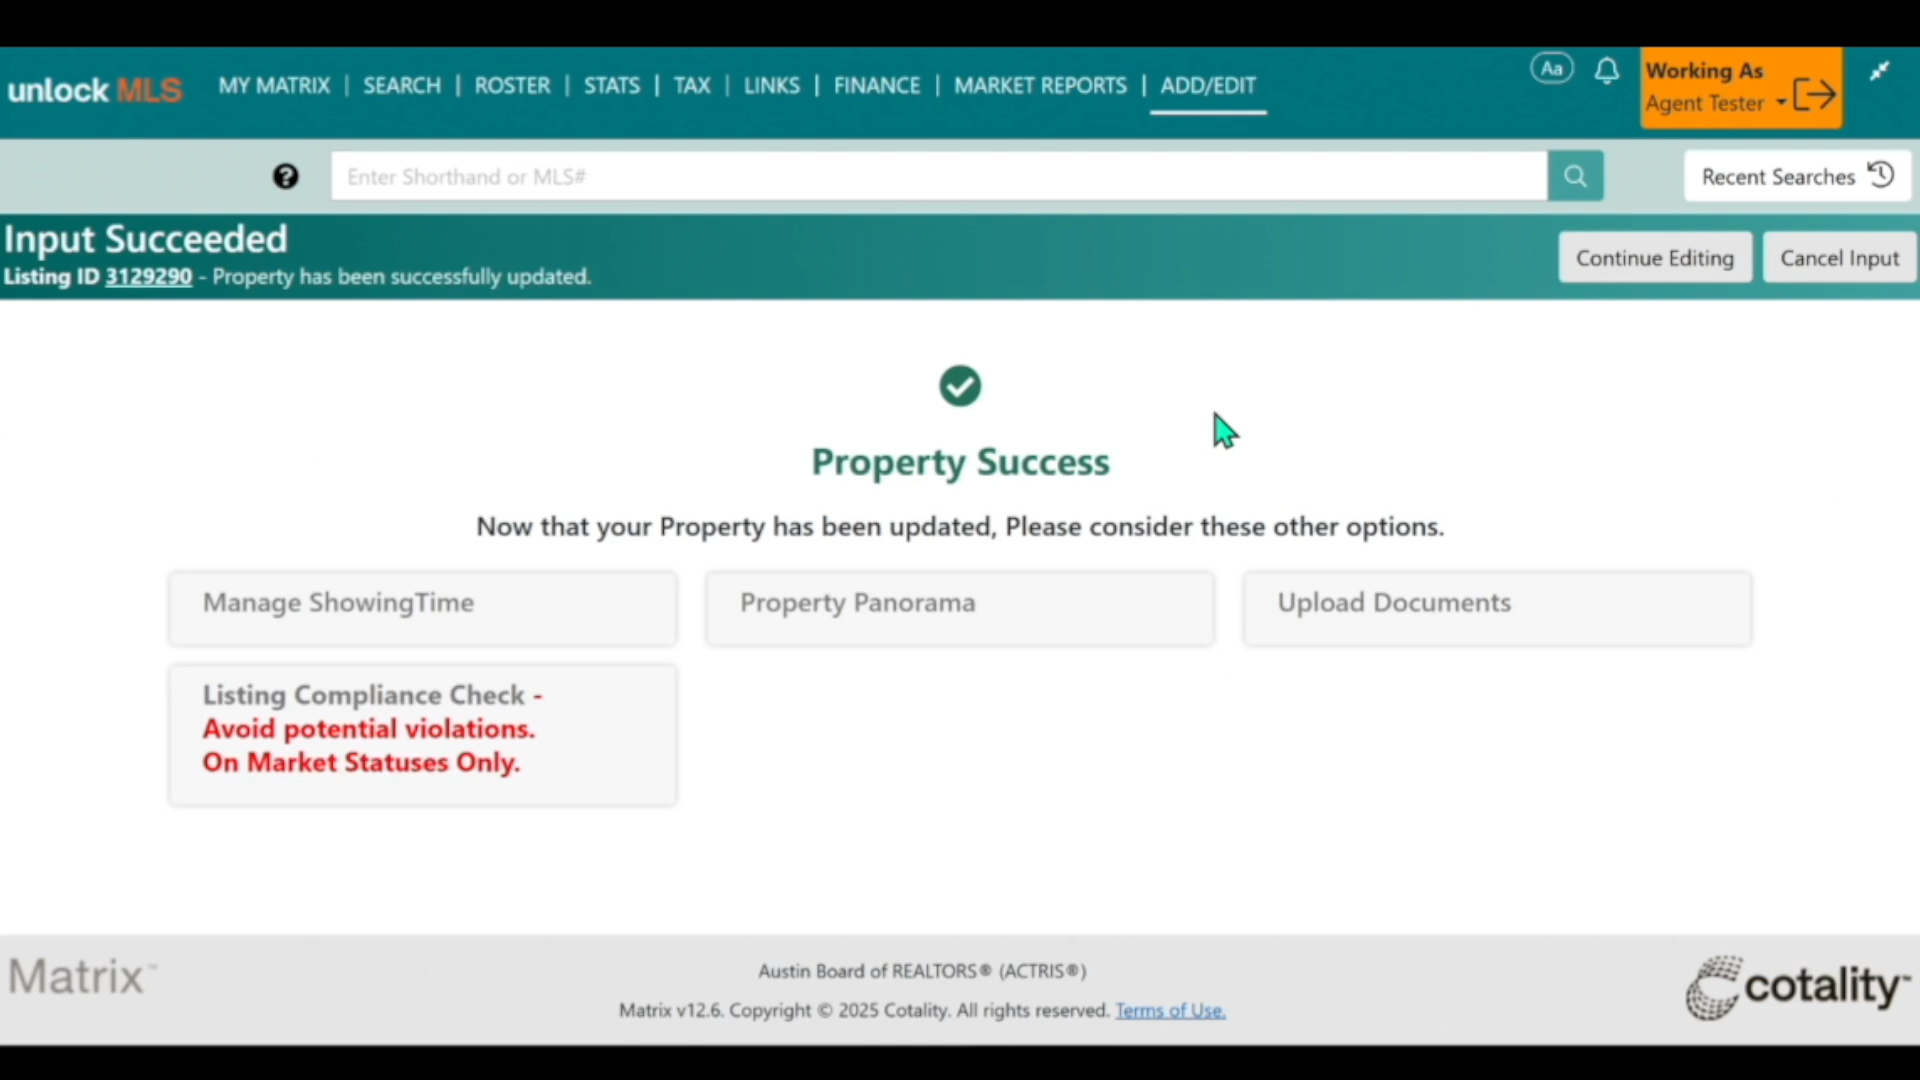 unlock MLS MY MATRIX | SEARCH | ROSTER | STATS | TAX | LINKS | FINANCE | MARKET REPORTS | ADD/EDIT Aa Working As
Agent Tester
? Enter Shorthand or MLS# Recent Searches
Input Succeeded
Listing ID 3129290 - Property has been successfully updated.
Continue Editing Cancel Input
Property Success
Now that your Property has been updated, Please consider these other options.
Manage ShowingTime Property Panorama Upload Documents
Listing Compliance Check -
Avoid potential violations.
On Market Statuses Only.
Matrix™
Austin Board of REALTORS® (ACTRIS®)
Matrix v12.6. Copyright © 2025 Cotality. All rights reserved. Terms of Use.
cotality™